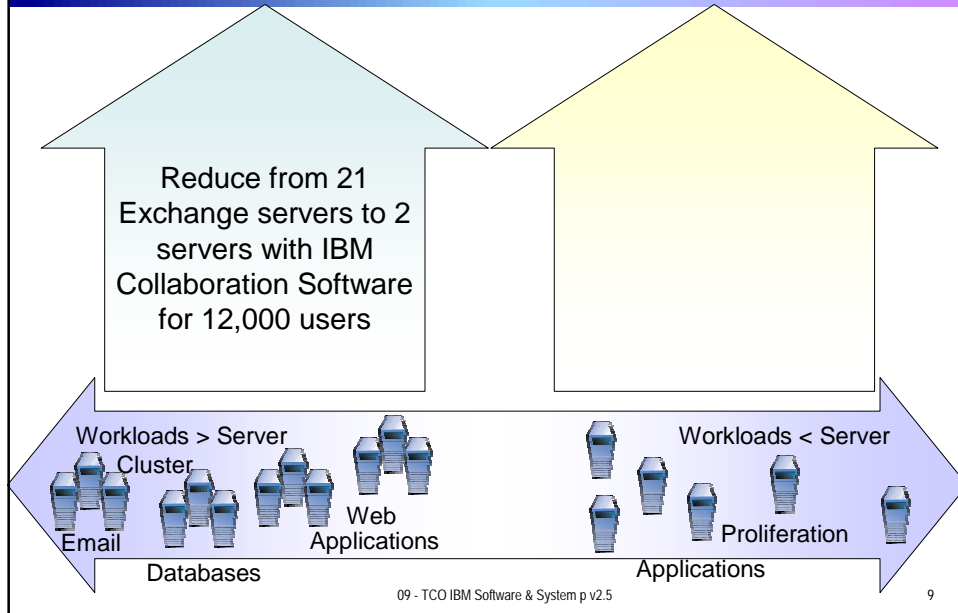 Reduce from 21
Exchange servers to 2
servers with IBM
Collaboration Software
for 12,000 users
Workloads > Server
Cluster
Workloads < Server
Email
Databases
Web
Applications
Proliferation
Applications
09 - TCO IBM Software & System p v2.5
9